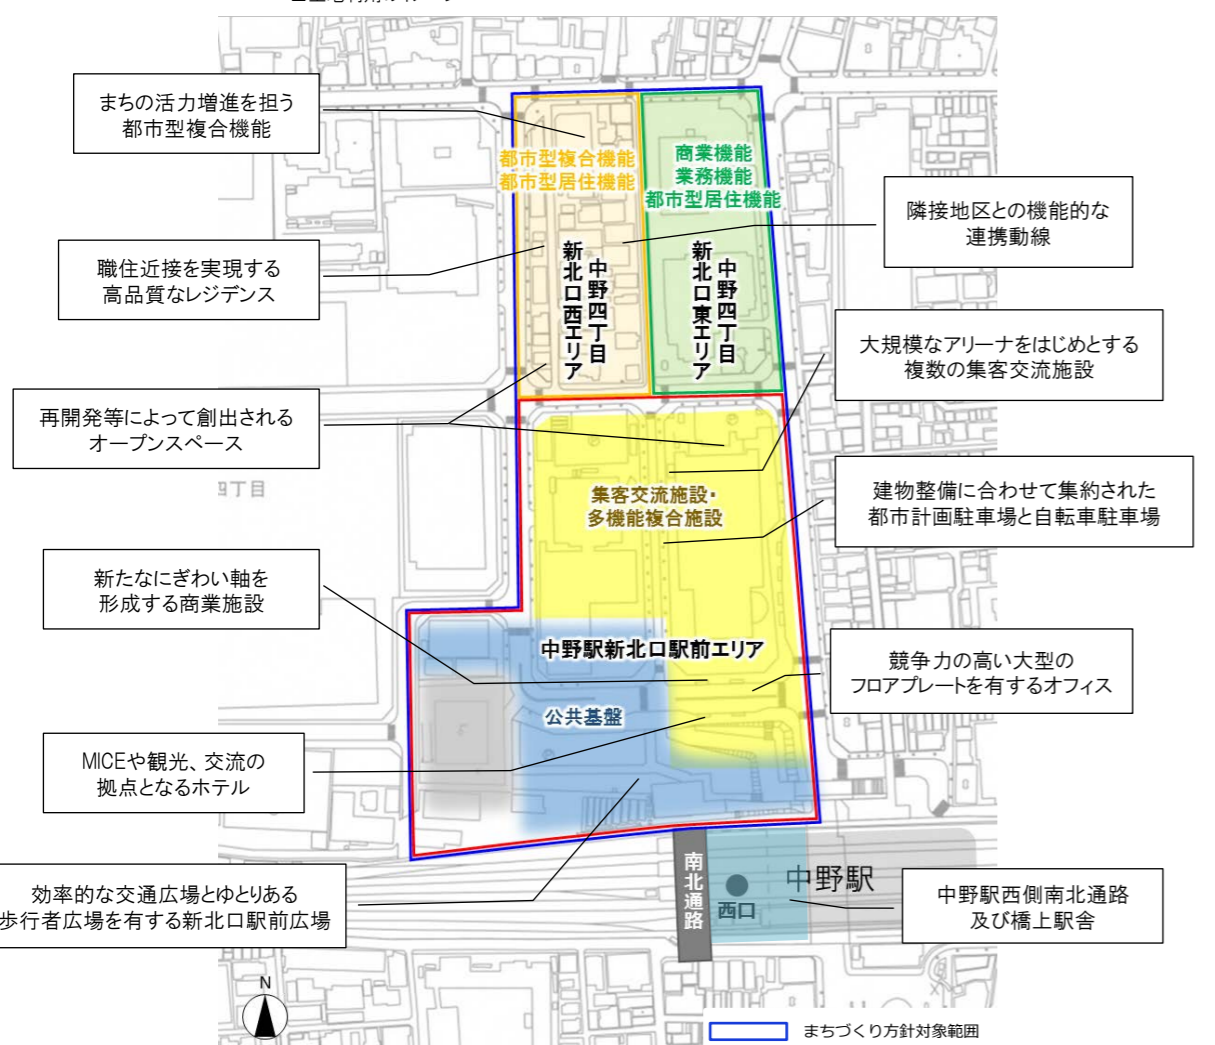 まちの活力増進を担う
都市型複合機能
都市型複合機能
都市型居住機能
商業機能
業務機能
都市型居住機能
隣接地区との機能的な
連携動線
職住近接を実現する
高品質なレジデンス
中野四丁目
新北口西エリア
中野四丁目
新北口東エリア
大規模なアリーナをはじめとする
複数の集客交流施設
再開発等によって創出される
オープンスペース
四丁目
集客交流施設・
多機能複合施設
建物整備に合わせて集約された
都市計画駐車場と自転車駐車場
新たなにぎわい軸を
形成する商業施設
中野駅新北口駅前エリア
競争力の高い大型の
フロアプレートを有するオフィス
公共基盤
MICEや観光、交流の
拠点となるホテル
効率的な交通広場とゆとりある
歩行者広場を有する新北口駅前広場
南北通路
西口
中野駅
中野駅西側南北通路
及び橋上駅舎
N
まちづくり方針対象範囲